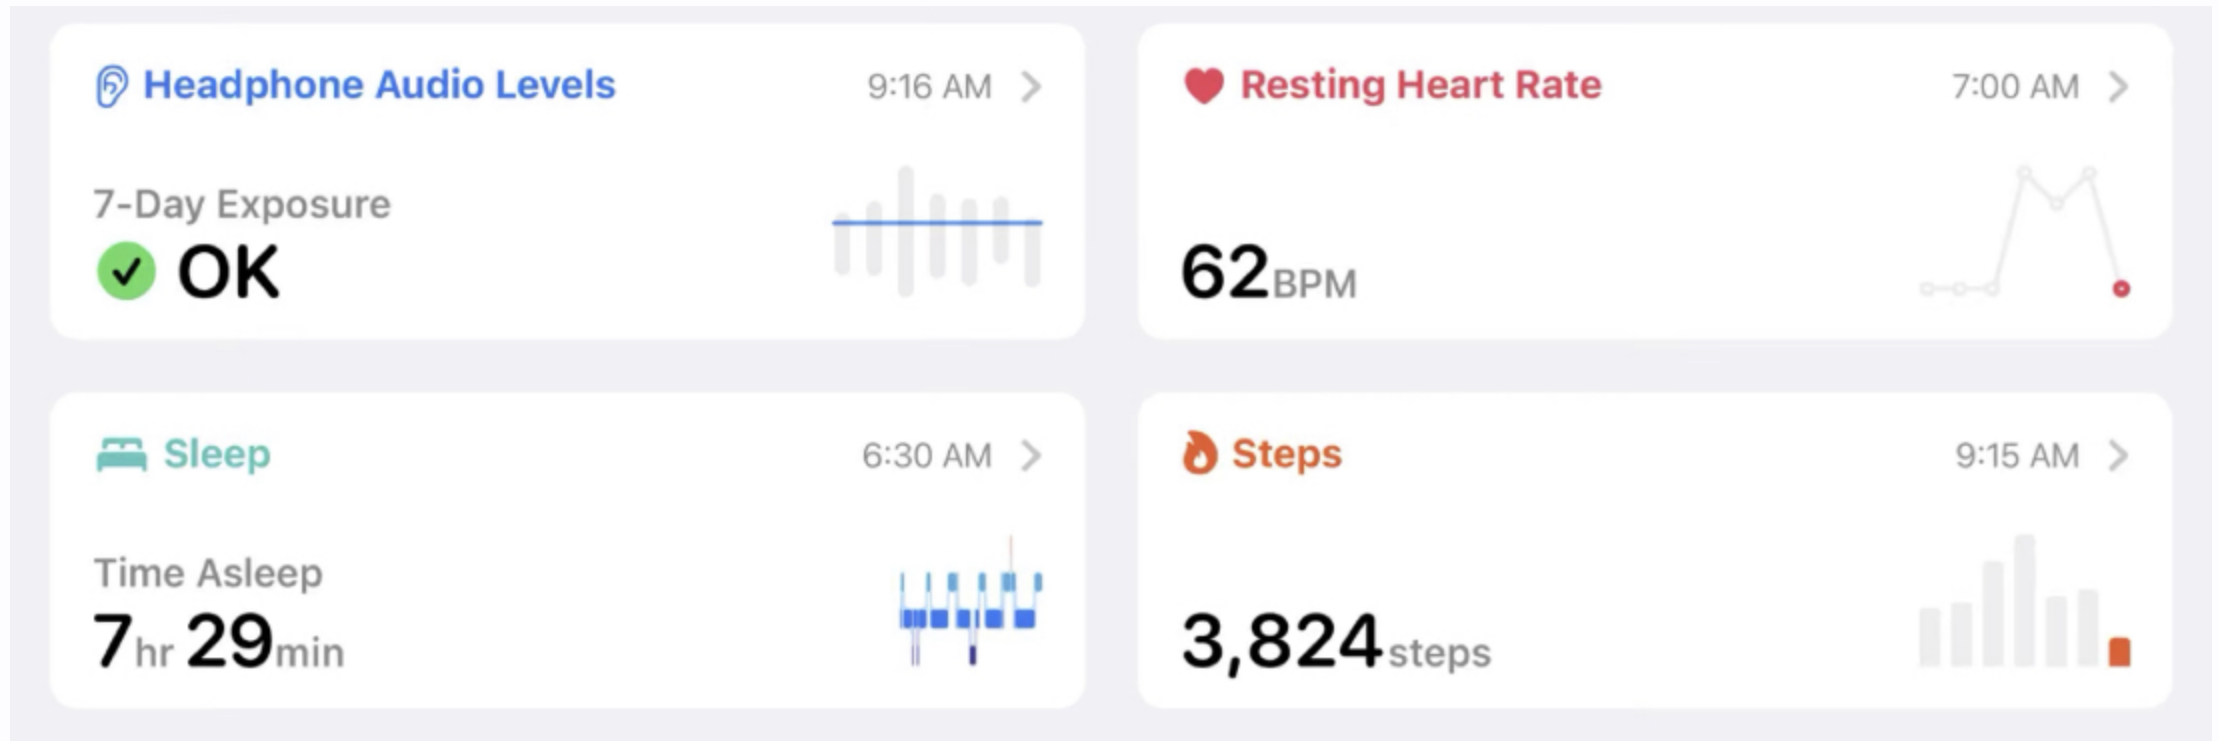 Headphone Audio Levels 9:16 AM
7-Day Exposure
OK
Resting Heart Rate 7:00 AM
62BPM
Sleep 6:30 AM
Time Asleep
7hr 29min
Steps 9:15 AM
3,824steps